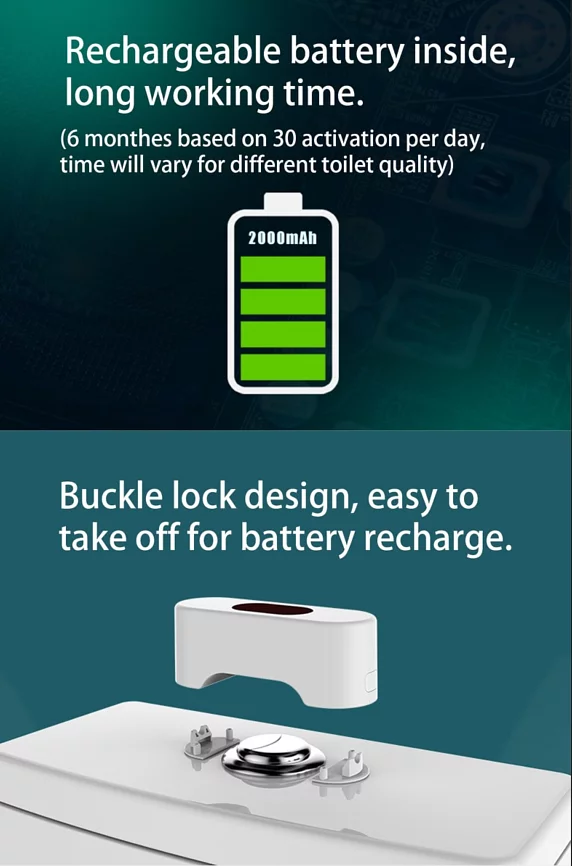 Rechargeable battery inside,
long working time.
(6 monthes based on 30 activation per day,
time will vary for different toilet quality)
2000mAh
Buckle lock design, easy to
take off for battery recharge.